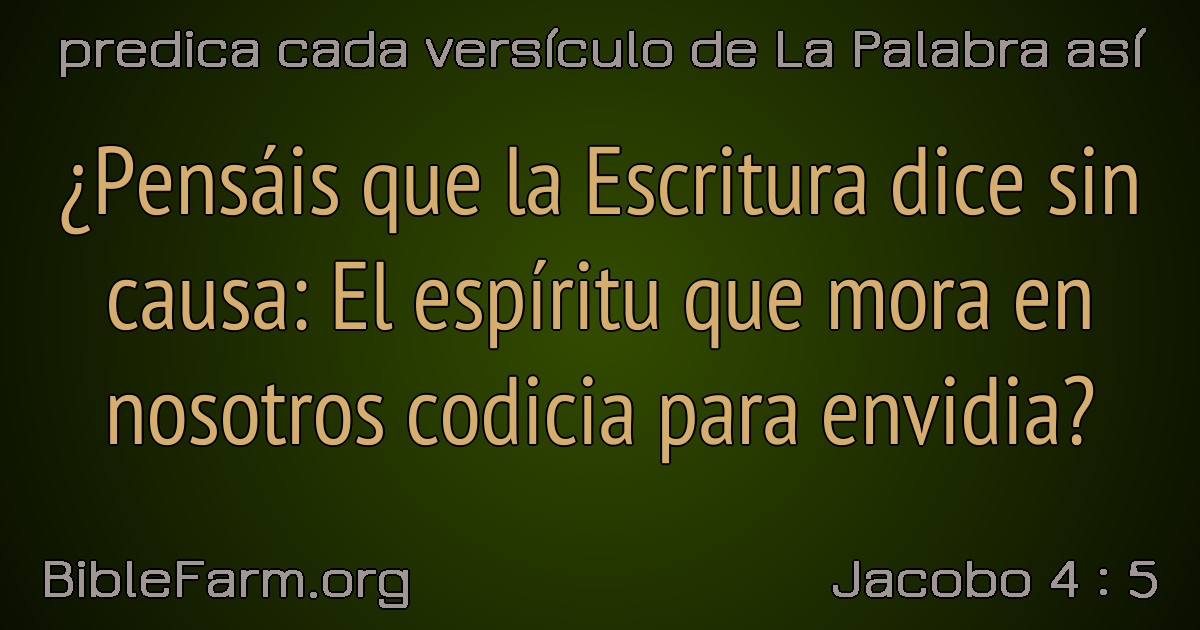 predica cada versículo de La Palabra así
¿Pensáis que la Escritura dice sin
causa: El espíritu que mora en
nosotros codicia para envidia?
BibleFarm.org
Jacobo 4 : 5